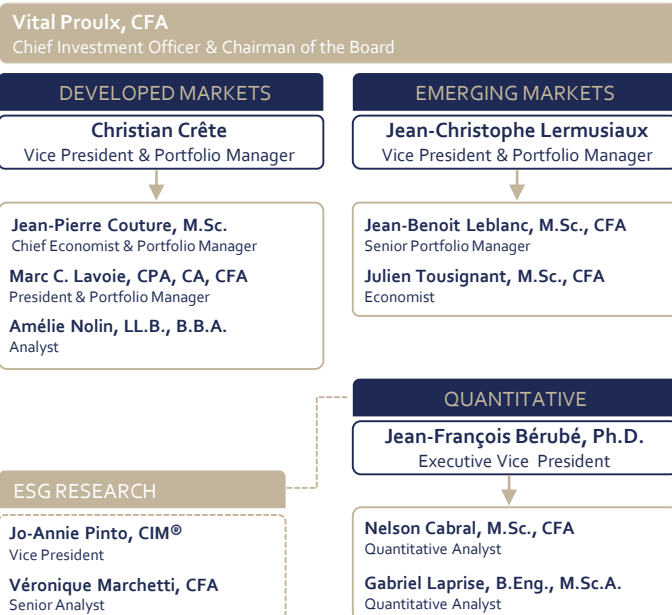 Vital Proulx, CFA
Chief Investment Officer & Chairman of the Board
DEVELOPED MARKETS
Christian Crête
Vice President & Portfolio Manager
Jean-Pierre Couture, M.Sc.
Chief Economist & Portfolio Manager
Marc C. Lavoie, CPA, CA, CFA
President & Portfolio Manager
Amélie Nolin, LL.B., B.B.A.
Analyst
EMERGING MARKETS
Jean-Christophe Lermusiaux
Vice President & Portfolio Manager
Jean-Benoit Leblanc, M.Sc., CFA
Senior Portfolio Manager
Julien Tousignant, M.Sc., CFA
Economist
QUANTITATIVE
Jean-François Bérubé, Ph.D.
Executive Vice President
Nelson Cabral, M.Sc., CFA
Quantitative Analyst
Gabriel Laprise, B.Eng., M.Sc.A.
Quantitative Analyst
ESG RESEARCH
Jo-Annie Pinto, CIM®
Vice President
Véronique Marchetti, CFA
Senior Analyst